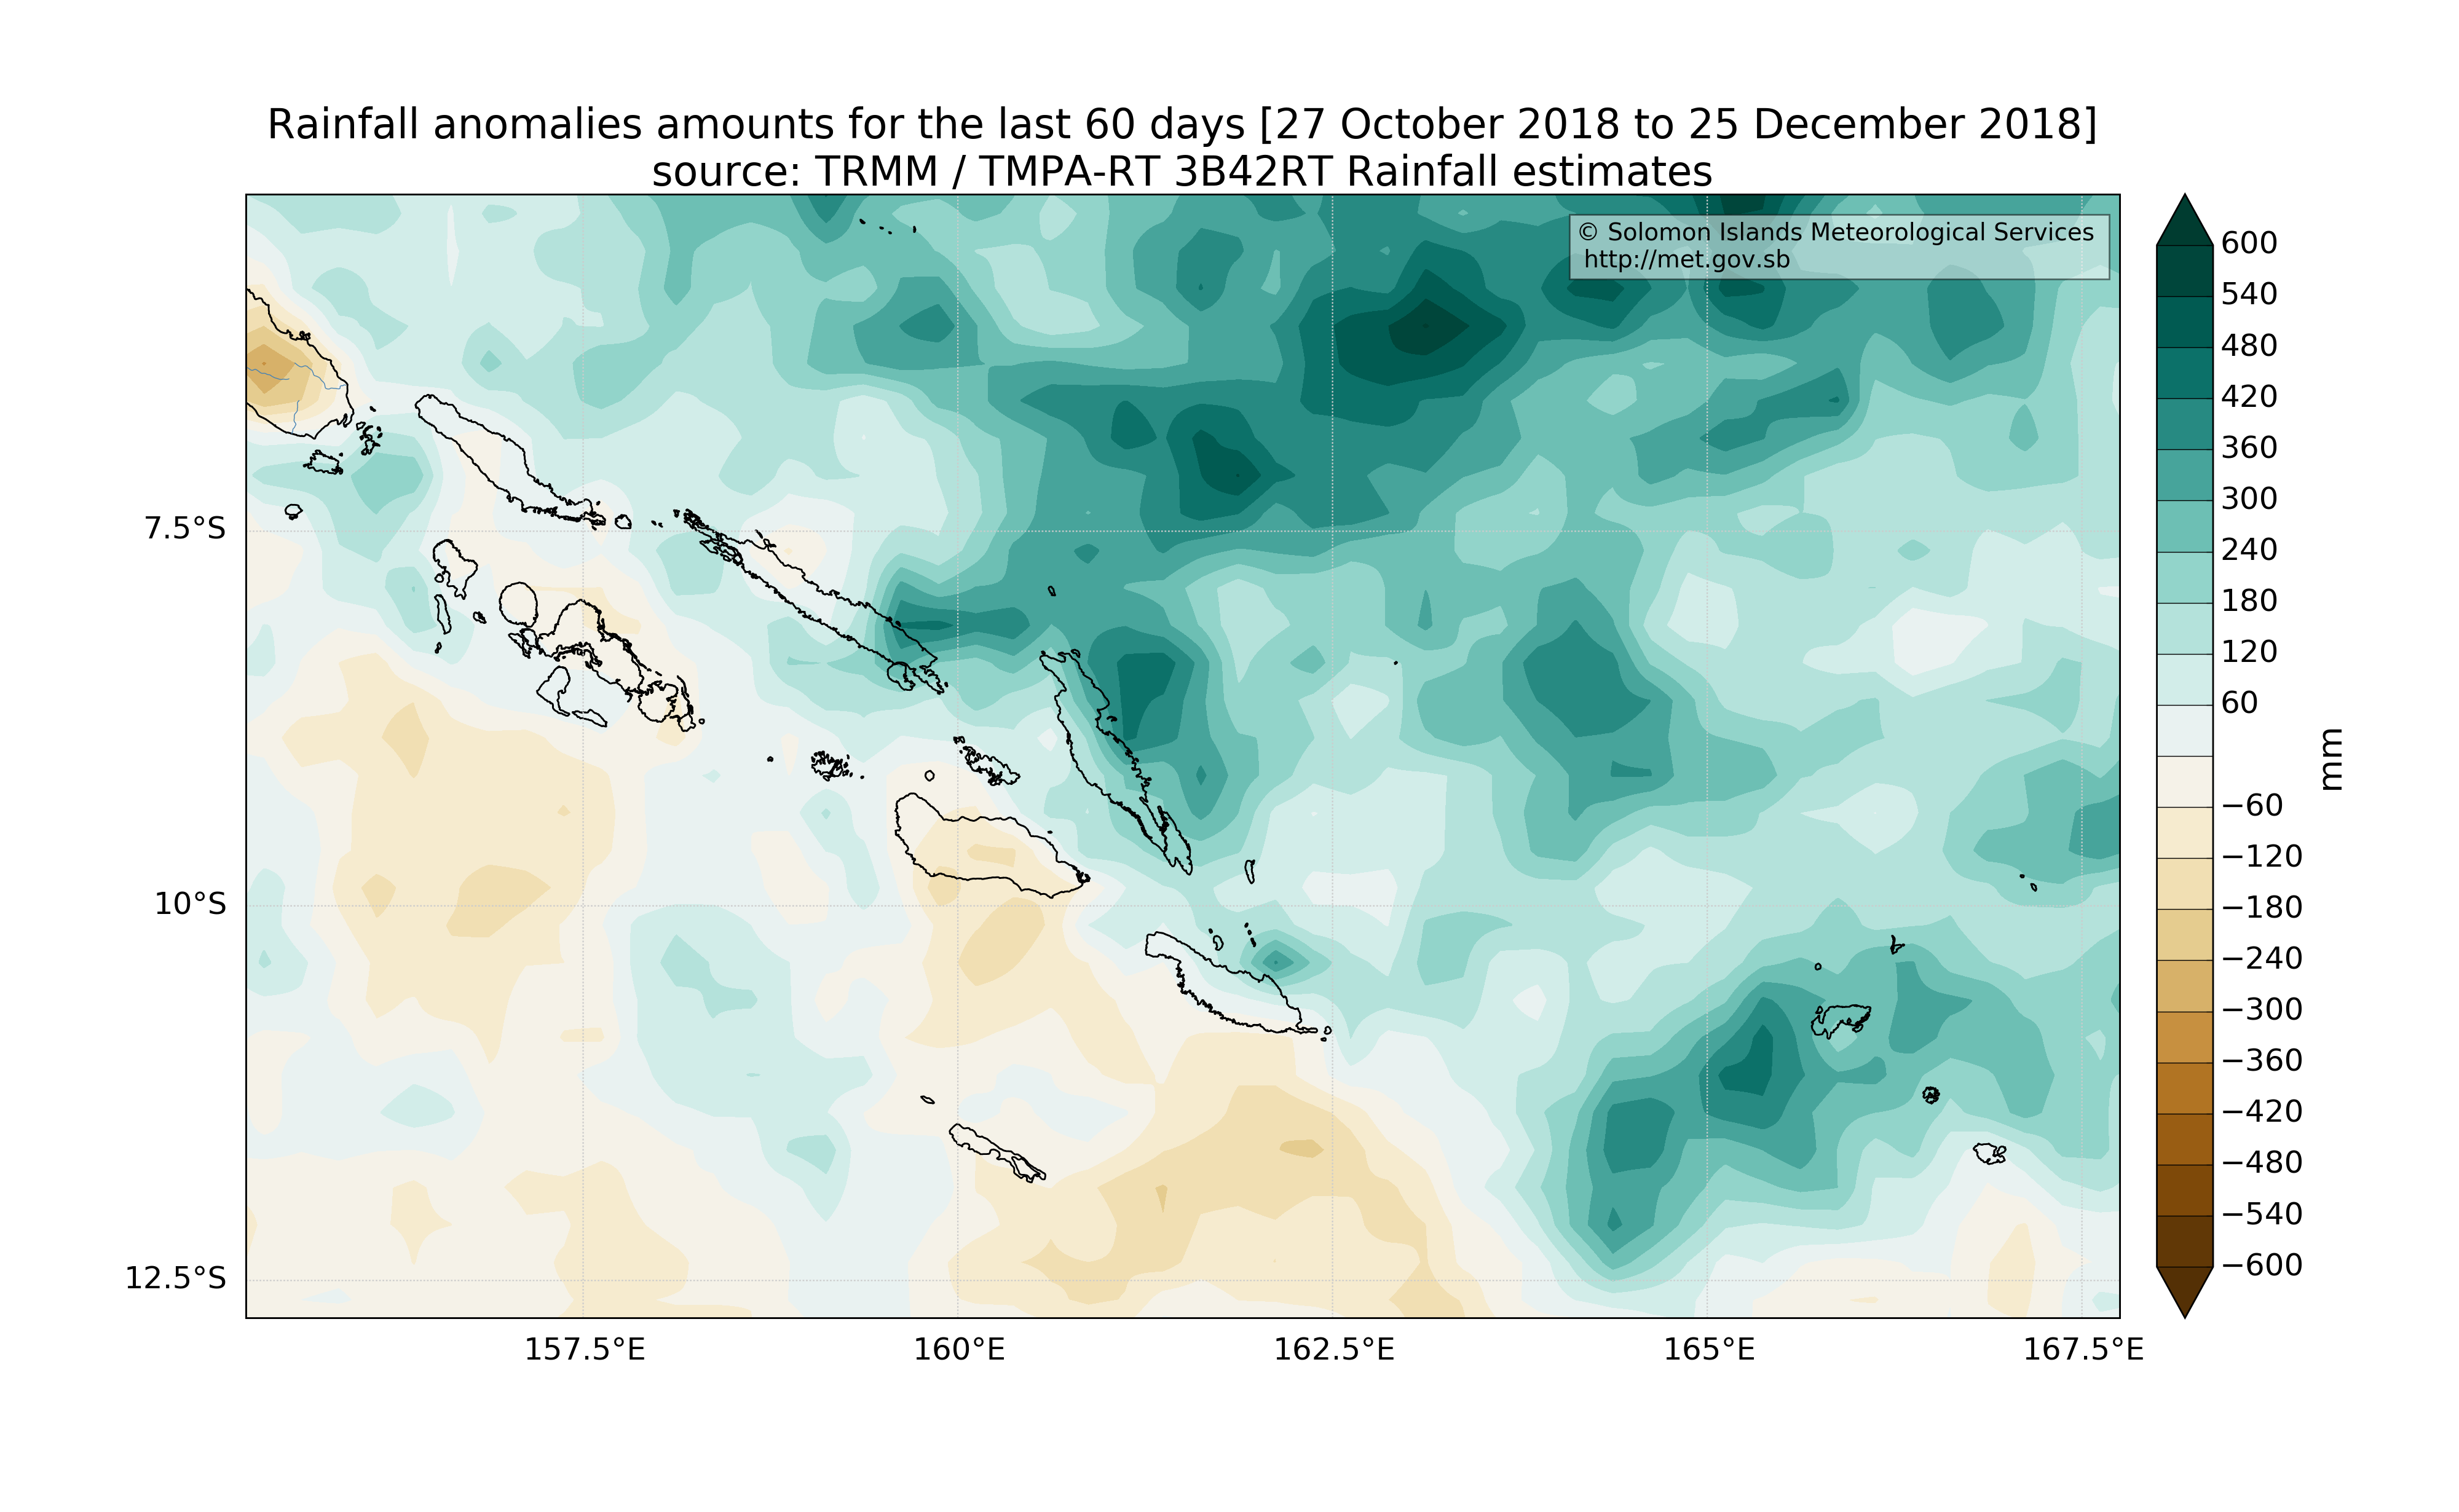 Rainfall anomalies amounts for the last 60 days [27 October 2018 to 25 December 2018]
source: TRMM / TMPA-RT 3B42RT Rainfall estimates
© Solomon Islands Meteorological Services
http://met.gov.sb
7.5°S
10°S
12.5°S
157.5°E
160°E
162.5°E
165°E
167.5°E
600
540
480
420
360
300
240
180
120
60
−60
−120
−180
−240
−300
−360
−420
−480
−540
−600
mm